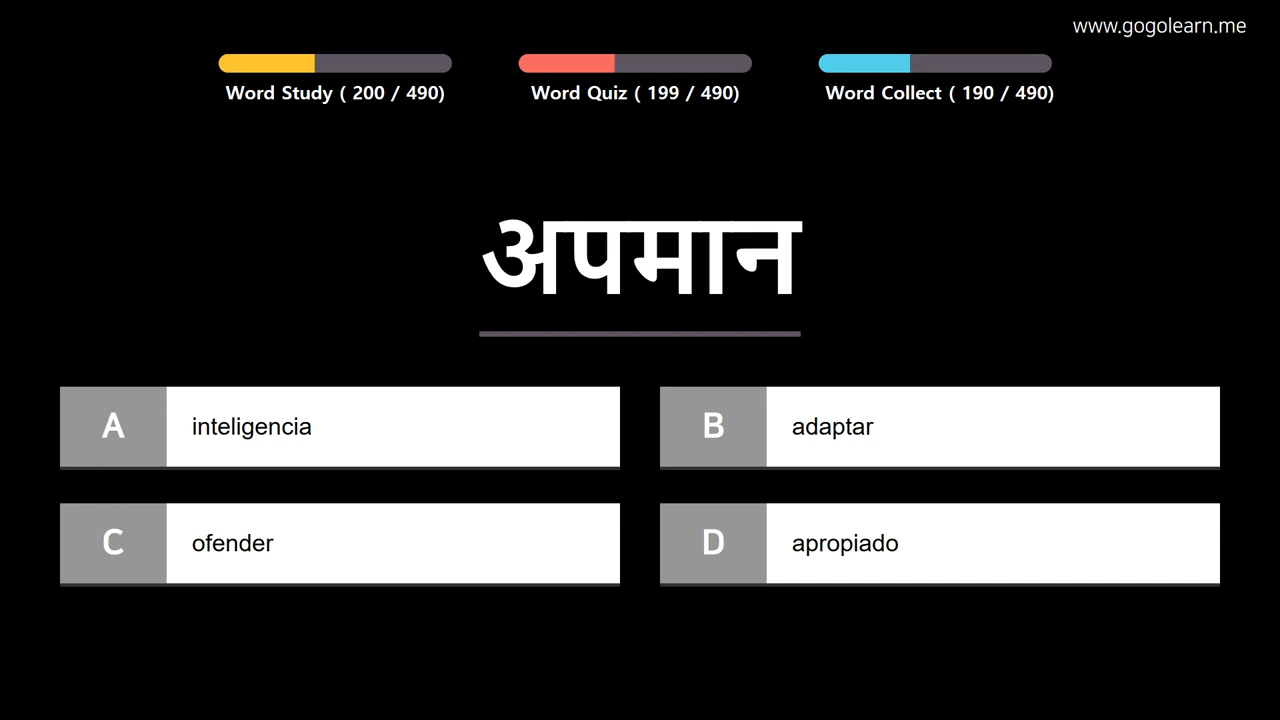 www.gogolearn.me
Word Study ( 200 / 490)
Word Quiz ( 199 / 490)
Word Collect ( 190 / 490)
अपमान
A
inteligencia
B
adaptar
C
ofender
D
apropiado